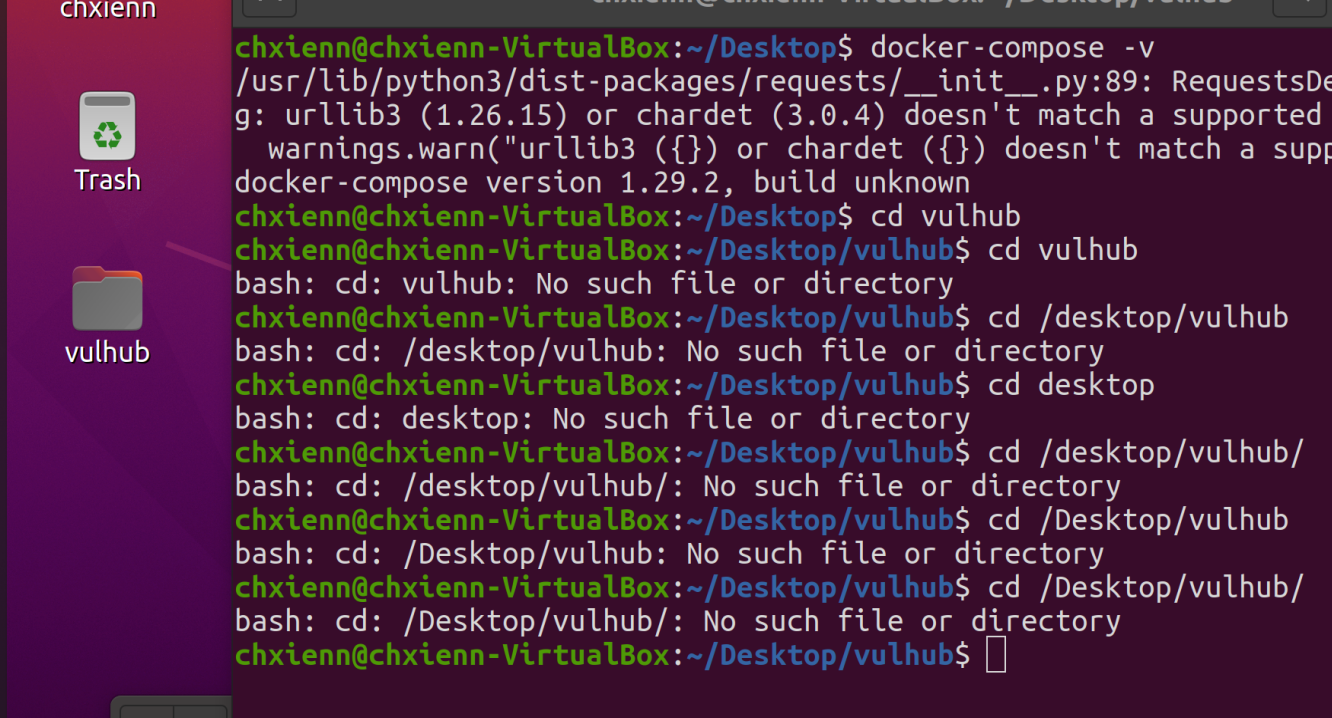 chxienn
Trash
vulhub
chxienn@chxienn-VirtualBox: ~/Desktop/vulhub
chxienn@chxienn-VirtualBox:~/Desktop$ docker-compose -v
/usr/lib/python3/dist-packages/requests/__init__.py:89: RequestsDe
g: urllib3 (1.26.15) or chardet (3.0.4) doesn't match a supported
  warnings.warn("urllib3 ({}) or chardet ({}) doesn't match a supp
docker-compose version 1.29.2, build unknown
chxienn@chxienn-VirtualBox:~/Desktop$ cd vulhub
chxienn@chxienn-VirtualBox:~/Desktop/vulhub$ cd vulhub
bash: cd: vulhub: No such file or directory
chxienn@chxienn-VirtualBox:~/Desktop/vulhub$ cd /desktop/vulhub
bash: cd: /desktop/vulhub: No such file or directory
chxienn@chxienn-VirtualBox:~/Desktop/vulhub$ cd desktop
bash: cd: desktop: No such file or directory
chxienn@chxienn-VirtualBox:~/Desktop/vulhub$ cd /desktop/vulhub/
bash: cd: /desktop/vulhub/: No such file or directory
chxienn@chxienn-VirtualBox:~/Desktop/vulhub$ cd /Desktop/vulhub
bash: cd: /Desktop/vulhub: No such file or directory
chxienn@chxienn-VirtualBox:~/Desktop/vulhub$ cd /Desktop/vulhub/
bash: cd: /Desktop/vulhub/: No such file or directory
chxienn@chxienn-VirtualBox:~/Desktop/vulhub$